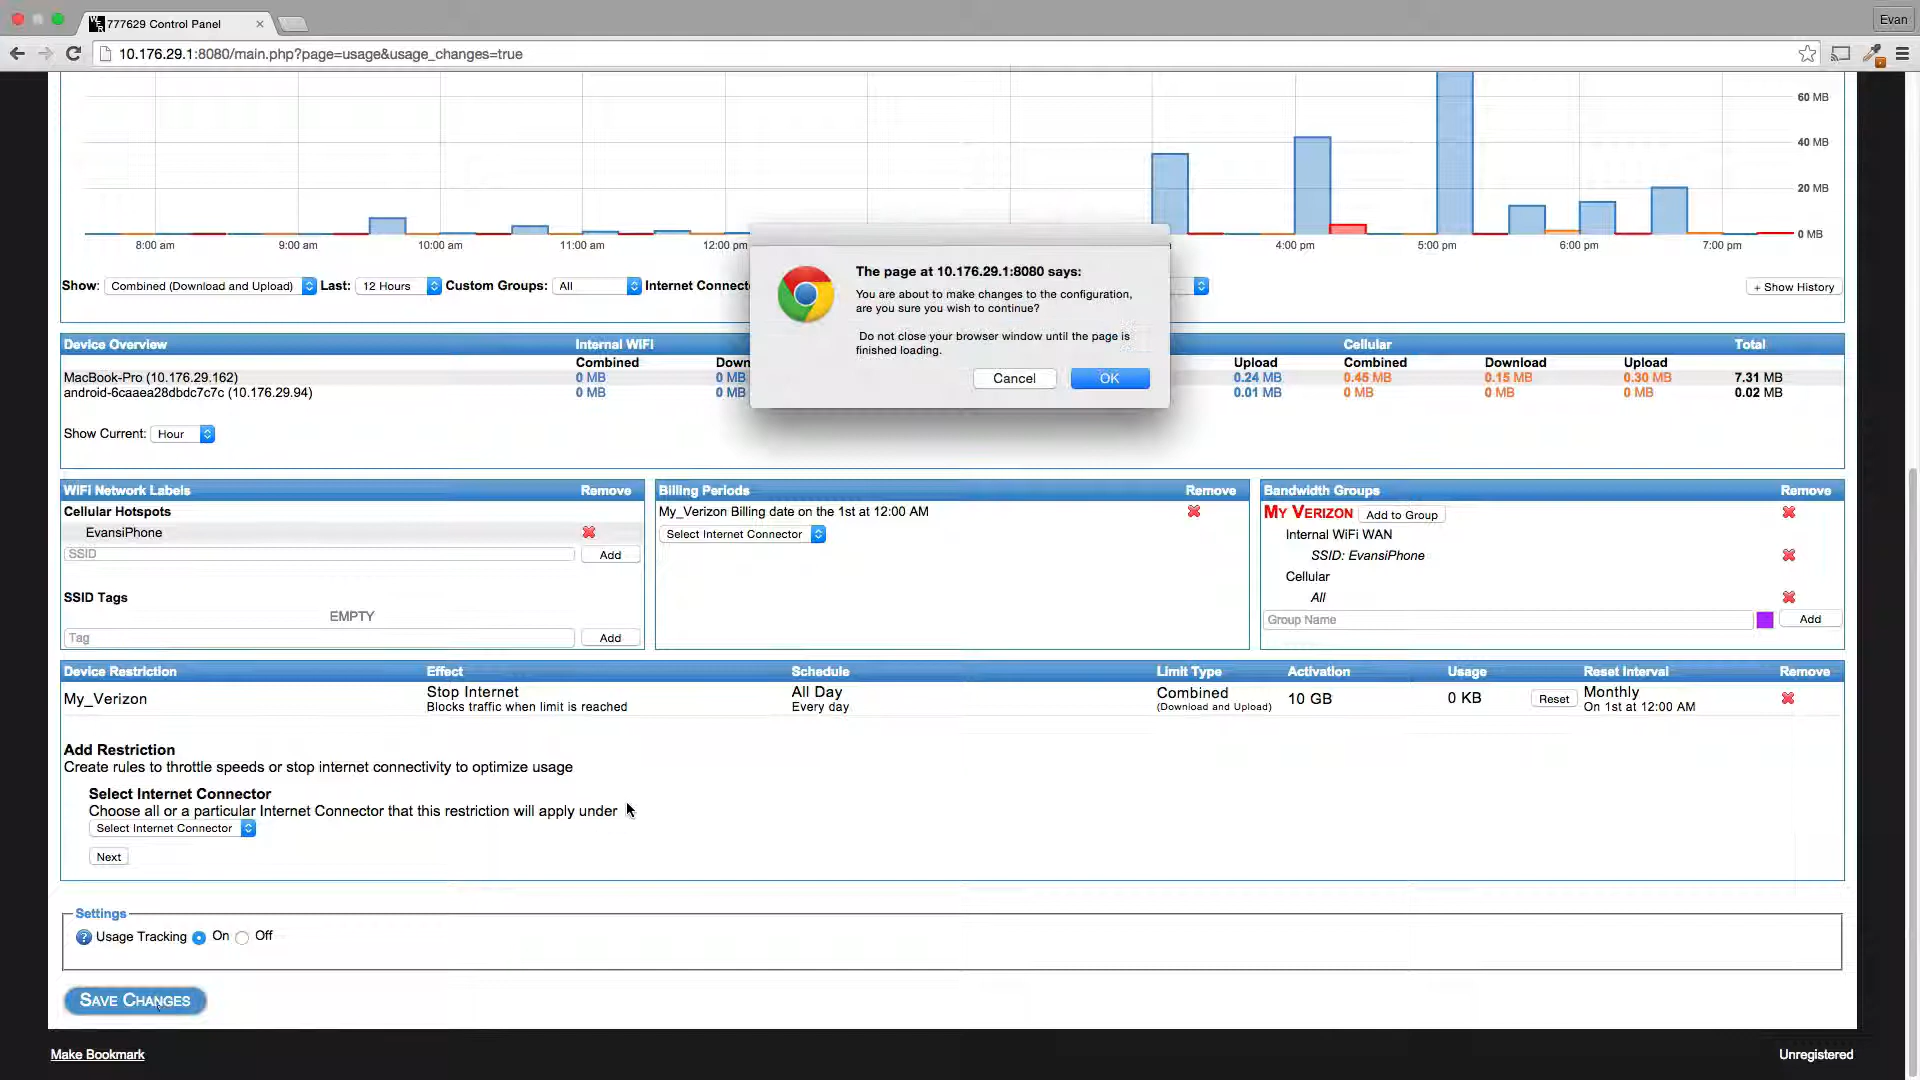 777629 Control Panel
Evan
10.176.29.1:8080/main.php?page=usage&usage_changes=true
60 MB
40 MB
20 MB
0 MB
8:00 am 9:00 am 10:00 am 11:00 am 12:00 pm 4:00 pm 5:00 pm 6:00 pm 7:00 pm
Show: Combined (Download and Upload) Last: 12 Hours Custom Groups: All Internet Connect
+ Show History
The page at 10.176.29.1:8080 says:
You are about to make changes to the configuration,
are you sure you wish to continue?
Do not close your browser window until the page is
finished loading.
Cancel OK
Device Overview Internal WiFi Cellular Total
Combined Down Upload Combined Download Upload
MacBook-Pro (10.176.29.162) 0 MB 0 MB 0.24 MB 0.45 MB 0.15 MB 0.30 MB 7.31 MB
android-6caaea28dbdc7c7c (10.176.29.94) 0 MB 0 MB 0.01 MB 0 MB 0 MB 0 MB 0.02 MB
Show Current: Hour
WiFi Network Labels Remove
Cellular Hotspots
EvansiPhone
SSID Add
SSID Tags
EMPTY
Tag Add
Billing Periods Remove
My_Verizon Billing date on the 1st at 12:00 AM
Select Internet Connector
Bandwidth Groups Remove
My Verizon Add to Group
Internal WiFi WAN
SSID: EvansiPhone
Cellular
All
Group Name Add
Device Restriction Effect Schedule Limit Type Activation Usage Reset Interval Remove
My_Verizon Stop Internet All Day Combined 10 GB 0 KB Reset Monthly
Blocks traffic when limit is reached Every day (Download and Upload) On 1st at 12:00 AM
Add Restriction
Create rules to throttle speeds or stop internet connectivity to optimize usage
Select Internet Connector
Choose all or a particular Internet Connector that this restriction will apply under
Select Internet Connector
Next
Settings
? Usage Tracking On Off
Save Changes
Make Bookmark
Unregistered